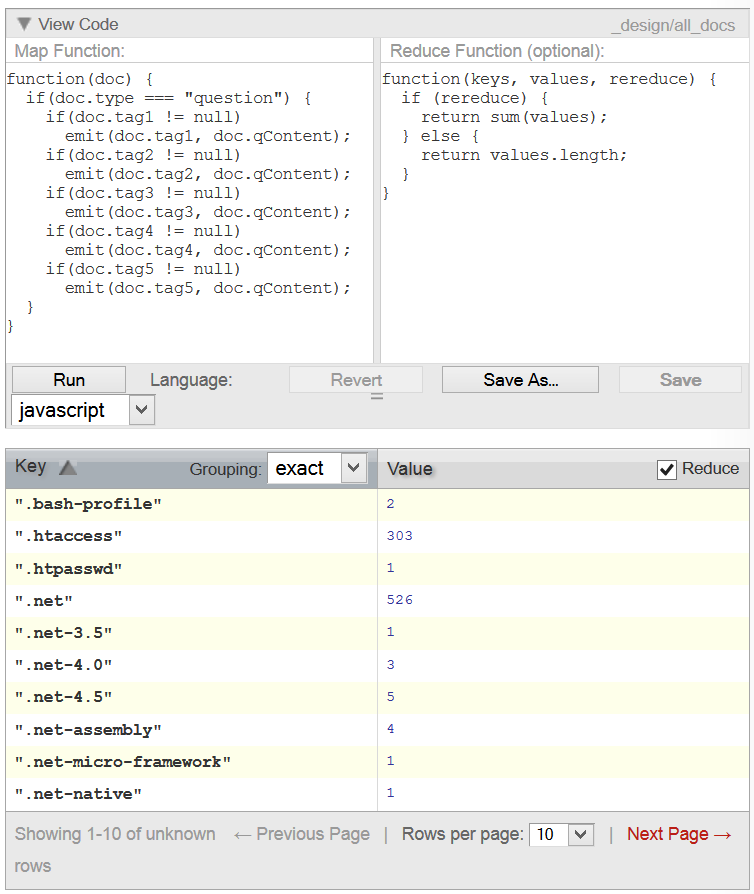 ▼ View Code _design/all_docs
Map Function: Reduce Function (optional):
function(doc) {
  if(doc.type === "question") {
    if(doc.tag1 != null)
      emit(doc.tag1, doc.qContent);
    if(doc.tag2 != null)
      emit(doc.tag2, doc.qContent);
    if(doc.tag3 != null)
      emit(doc.tag3, doc.qContent);
    if(doc.tag4 != null)
      emit(doc.tag4, doc.qContent);
    if(doc.tag5 != null)
      emit(doc.tag5, doc.qContent);
  }
}
function(keys, values, rereduce) {
  if (rereduce) {
    return sum(values);
  } else {
    return values.length;
  }
}
Run Language: Revert Save As... Save
javascript
Key ▲ Grouping: exact Value Reduce
".bash-profile" 2
".htaccess" 303
".htpasswd" 1
".net" 526
".net-3.5" 1
".net-4.0" 3
".net-4.5" 5
".net-assembly" 4
".net-micro-framework" 1
".net-native" 1
Showing 1-10 of unknown ← Previous Page | Rows per page: 10 | Next Page →
rows